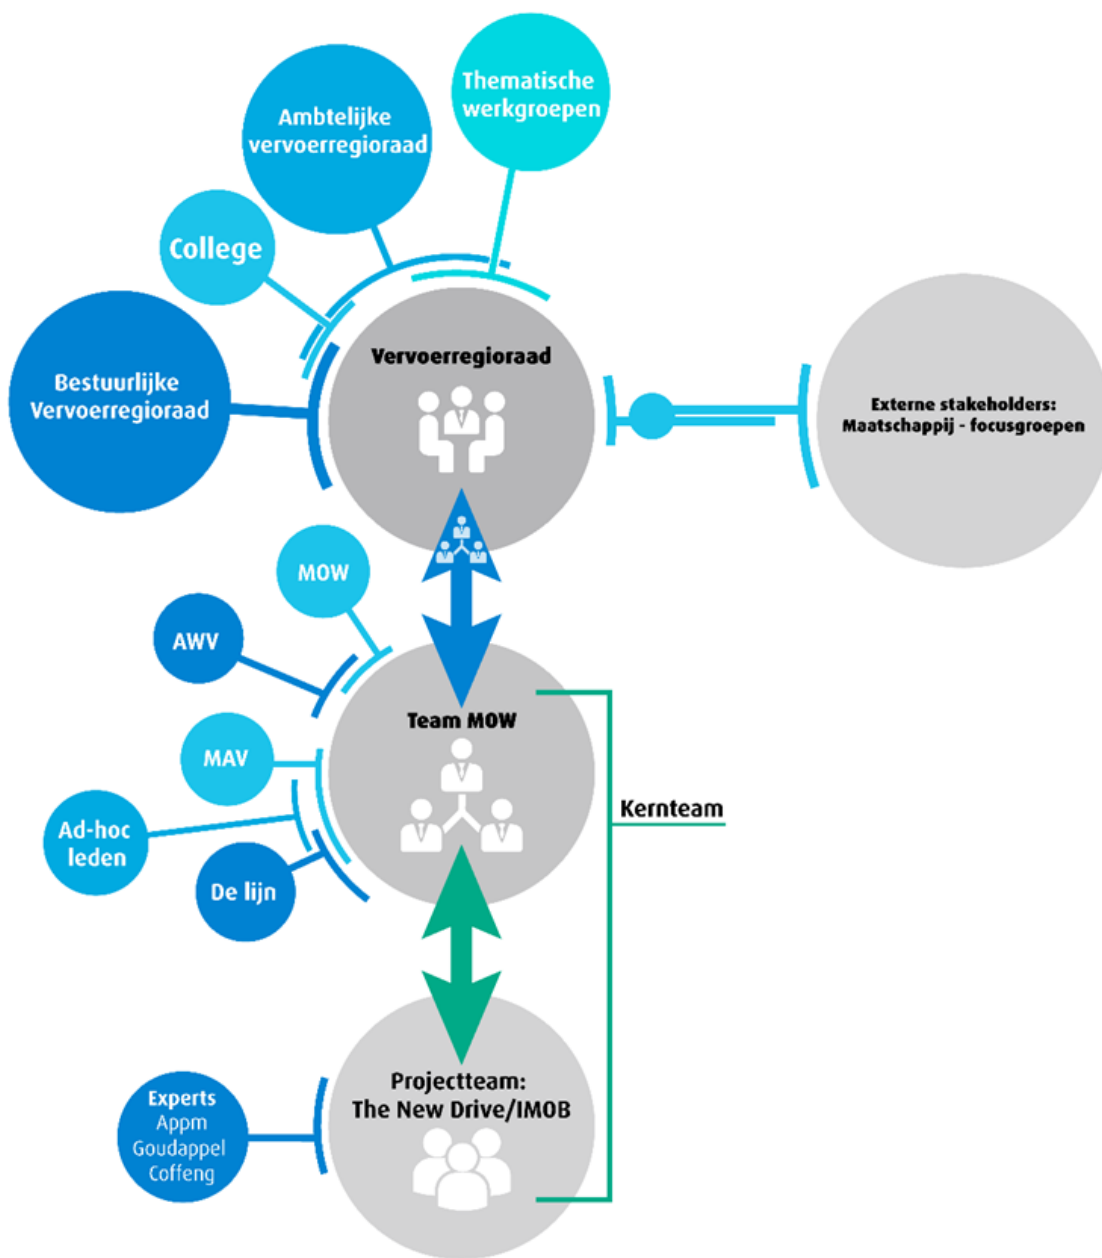 Thematische
werkgroepen
Ambtelijke
vervoerregioraad
College
Vervoerregioraad
Bestuurlijke
Vervoerregioraad
Externe stakeholders:
Maatschappij - focusgroepen
MOW
AWV
Team MOW
MAV
Kernteam
Ad-hoc
leden
De lijn
Projectteam:
The New Drive/IMOB
Experts
Appm
Goudappel
Coffeng